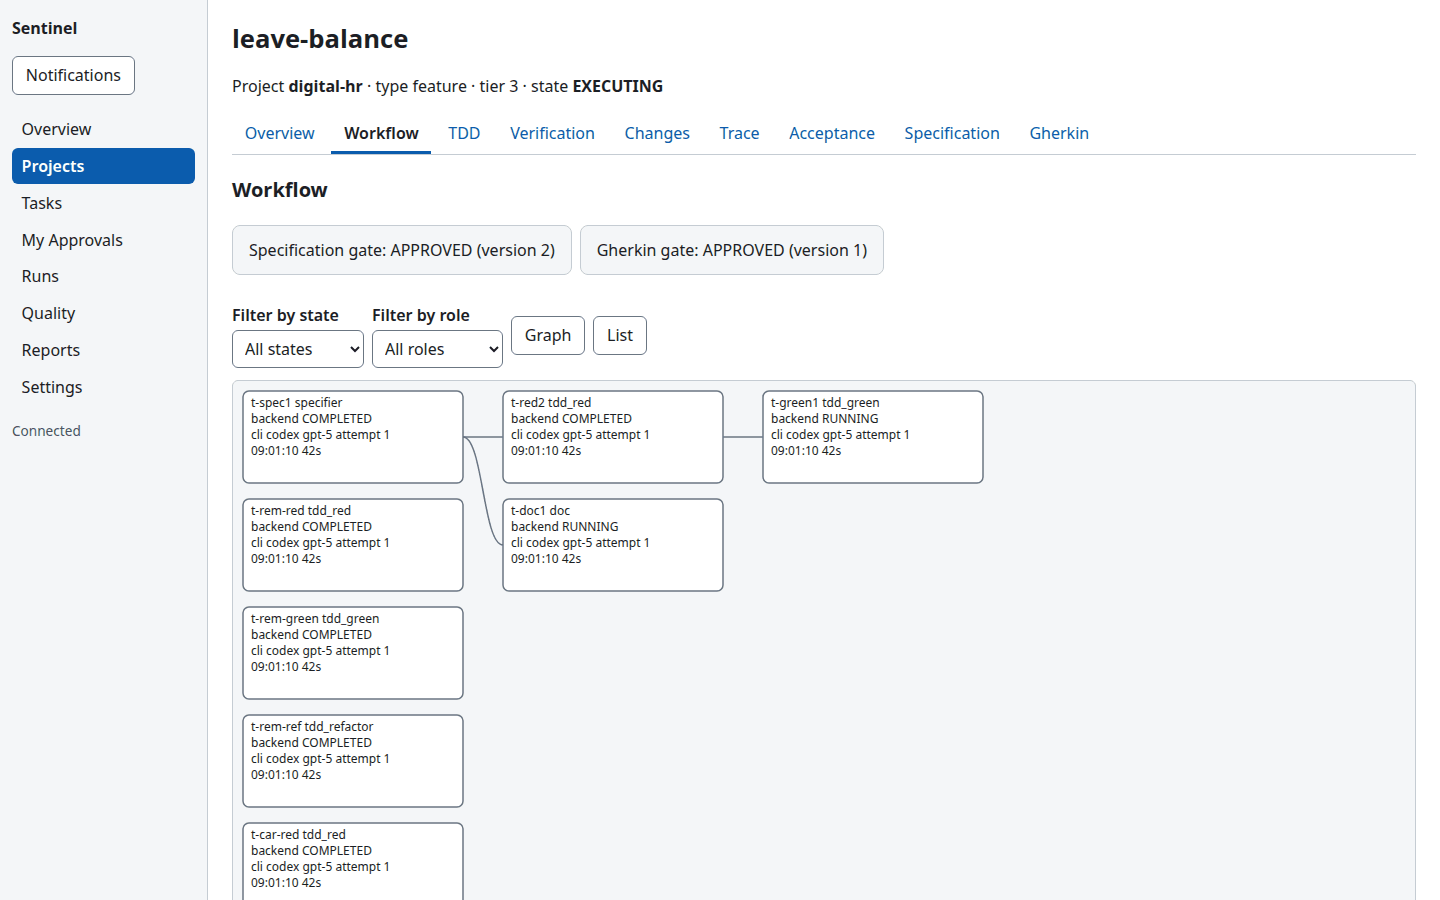 Sentinel
Notifications
Overview
Projects
Tasks
My Approvals
Runs
Quality
Reports
Settings
Connected
leave-balance
Project digital-hr · type feature · tier 3 · state EXECUTING
Overview Workflow TDD Verification Changes Trace Acceptance Specification Gherkin
Workflow
Specification gate: APPROVED (version 2) Gherkin gate: APPROVED (version 1)
Filter by state Filter by role
All states All roles Graph List
t-spec1 specifier
backend COMPLETED
cli codex gpt-5 attempt 1
09:01:10 42s
t-red2 tdd_red
backend COMPLETED
cli codex gpt-5 attempt 1
09:01:10 42s
t-green1 tdd_green
backend RUNNING
cli codex gpt-5 attempt 1
09:01:10 42s
t-rem-red tdd_red
backend COMPLETED
cli codex gpt-5 attempt 1
09:01:10 42s
t-doc1 doc
backend RUNNING
cli codex gpt-5 attempt 1
09:01:10 42s
t-rem-green tdd_green
backend COMPLETED
cli codex gpt-5 attempt 1
09:01:10 42s
t-rem-ref tdd_refactor
backend COMPLETED
cli codex gpt-5 attempt 1
09:01:10 42s
t-car-red tdd_red
backend COMPLETED
cli codex gpt-5 attempt 1
09:01:10 42s